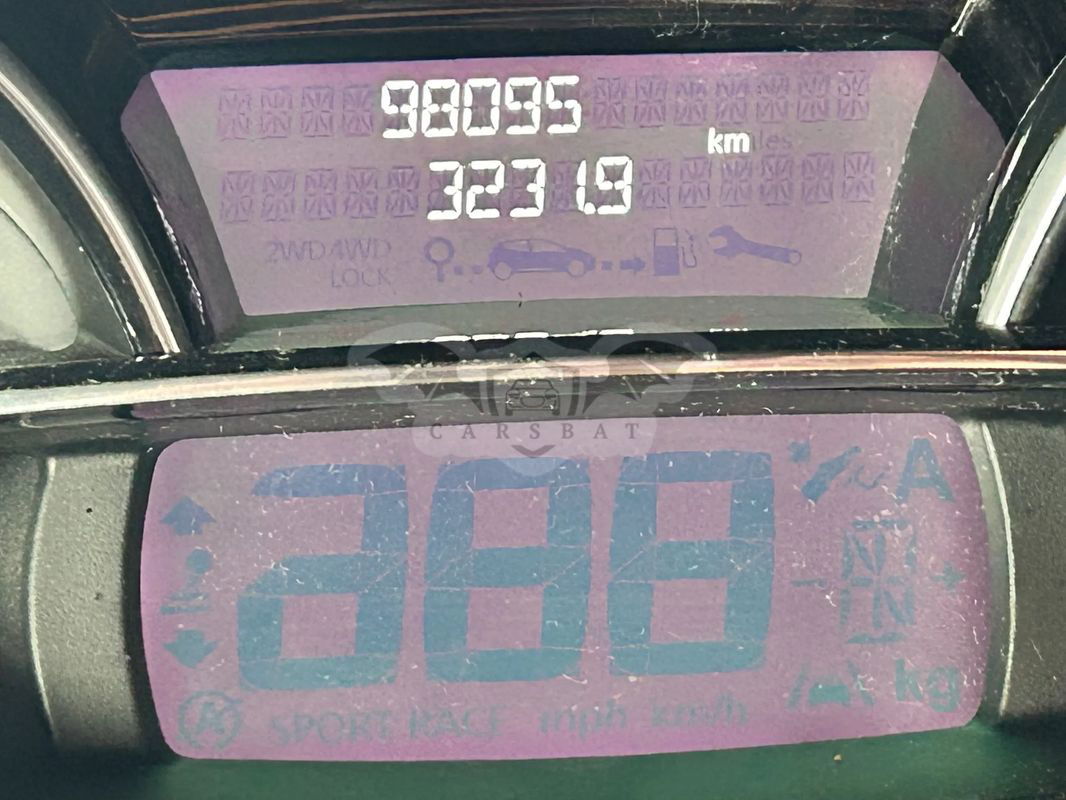 98095
km
3231.9
2WD 4WD
LOCK
CARSBAT
A
- +
SPORT RACE mph km/h
kg